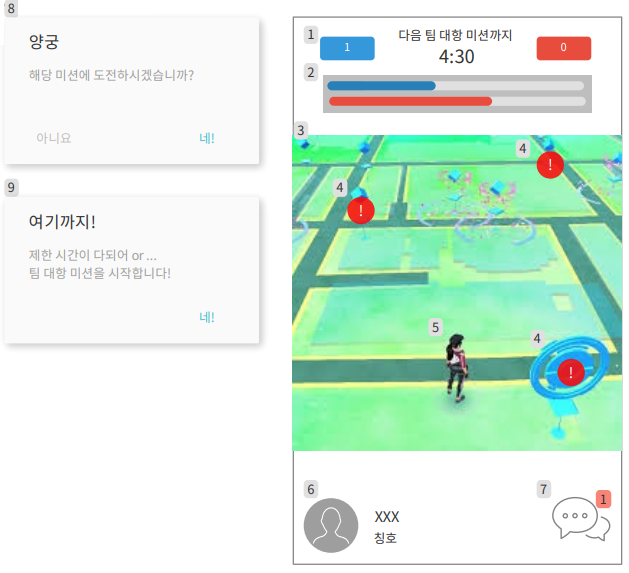 8
양궁
해당 미션에 도전하시겠습니까?
아니요 네!
9
여기까지!
제한 시간이 다되어 or ...
팀 대항 미션을 시작합니다!
네!
1
1
다음 팀 대항 미션까지
4:30
0
2
3
4
!
4
!
5
4
!
6
XXX
칭호
7
1